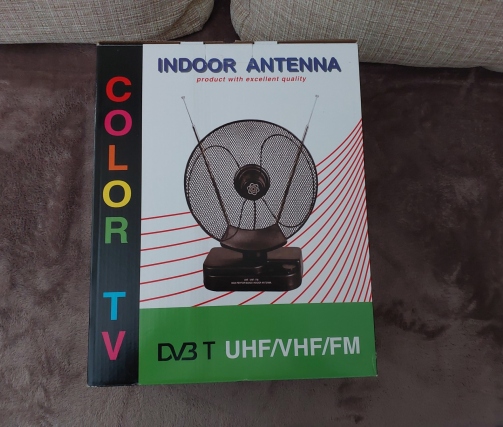 INDOOR ANTENNA
product with excellent quality
COLOR TV
DVB T UHF/VHF/FM